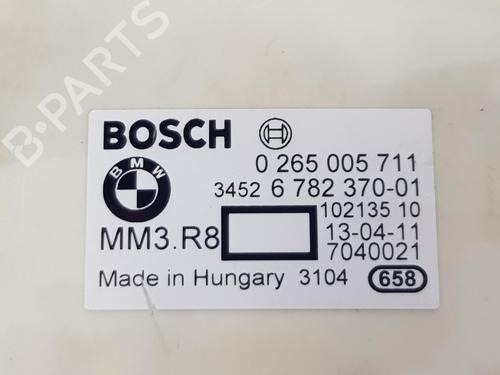 B-PARTS
BOSCH
0 265 005 711
BMW
3452 6 782 370-01
102135 10
MM3.R8
13-04-11
7040021
Made in Hungary 3104 658